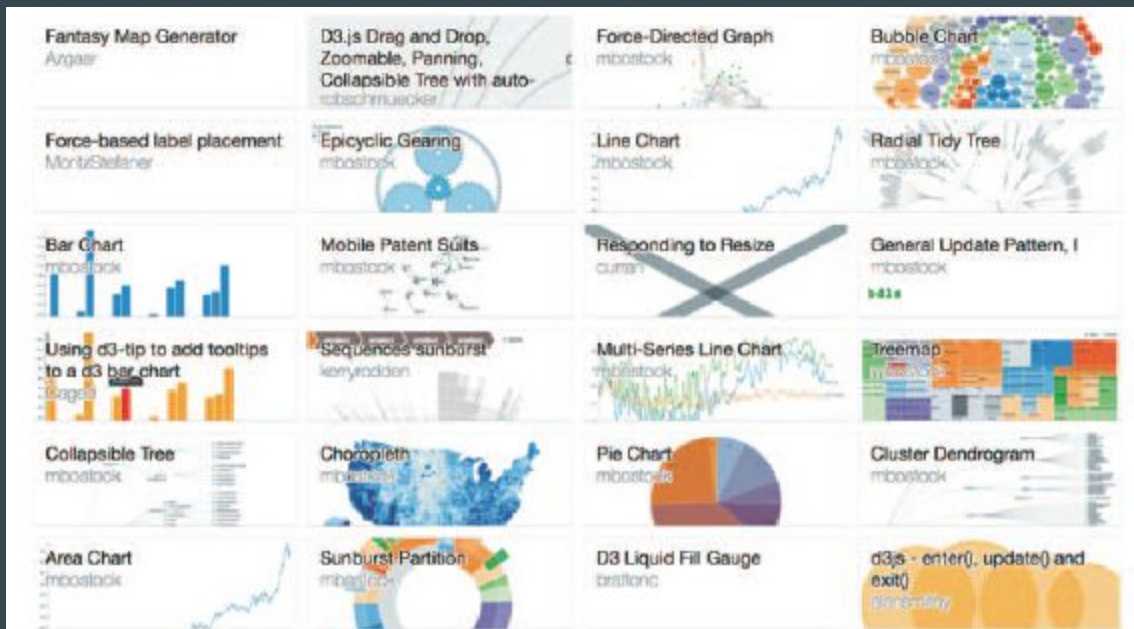 Fantasy Map Generator
Azgaar
D3.js Drag and Drop,
Zoomable, Panning,
Collapsible Tree with auto-
robschmuecker
Force-Directed Graph
mbostock
Bubble Chart
mbostock
Force-based label placement
MoritzStefaner
Epicyclic Gearing
mbostock
Line Chart
mbostock
Radial Tidy Tree
mbostock
Bar Chart
mbostock
Mobile Patent Suits
mbostock
Responding to Resize
curran
General Update Pattern, I
mbostock
Using d3-tip to add tooltips
to a d3 bar chart
Sequences sunburst
kerryrodden
Multi-Series Line Chart
mbostock
Treemap
mbostock
Collapsible Tree
mbostock
Choropleth
mbostock
Pie Chart
mbostock
Cluster Dendrogram
mbostock
Area Chart
mbostock
Sunburst Partition
mbostock
D3 Liquid Fill Gauge
brattonc
d3js - enter(), update() and
exit()